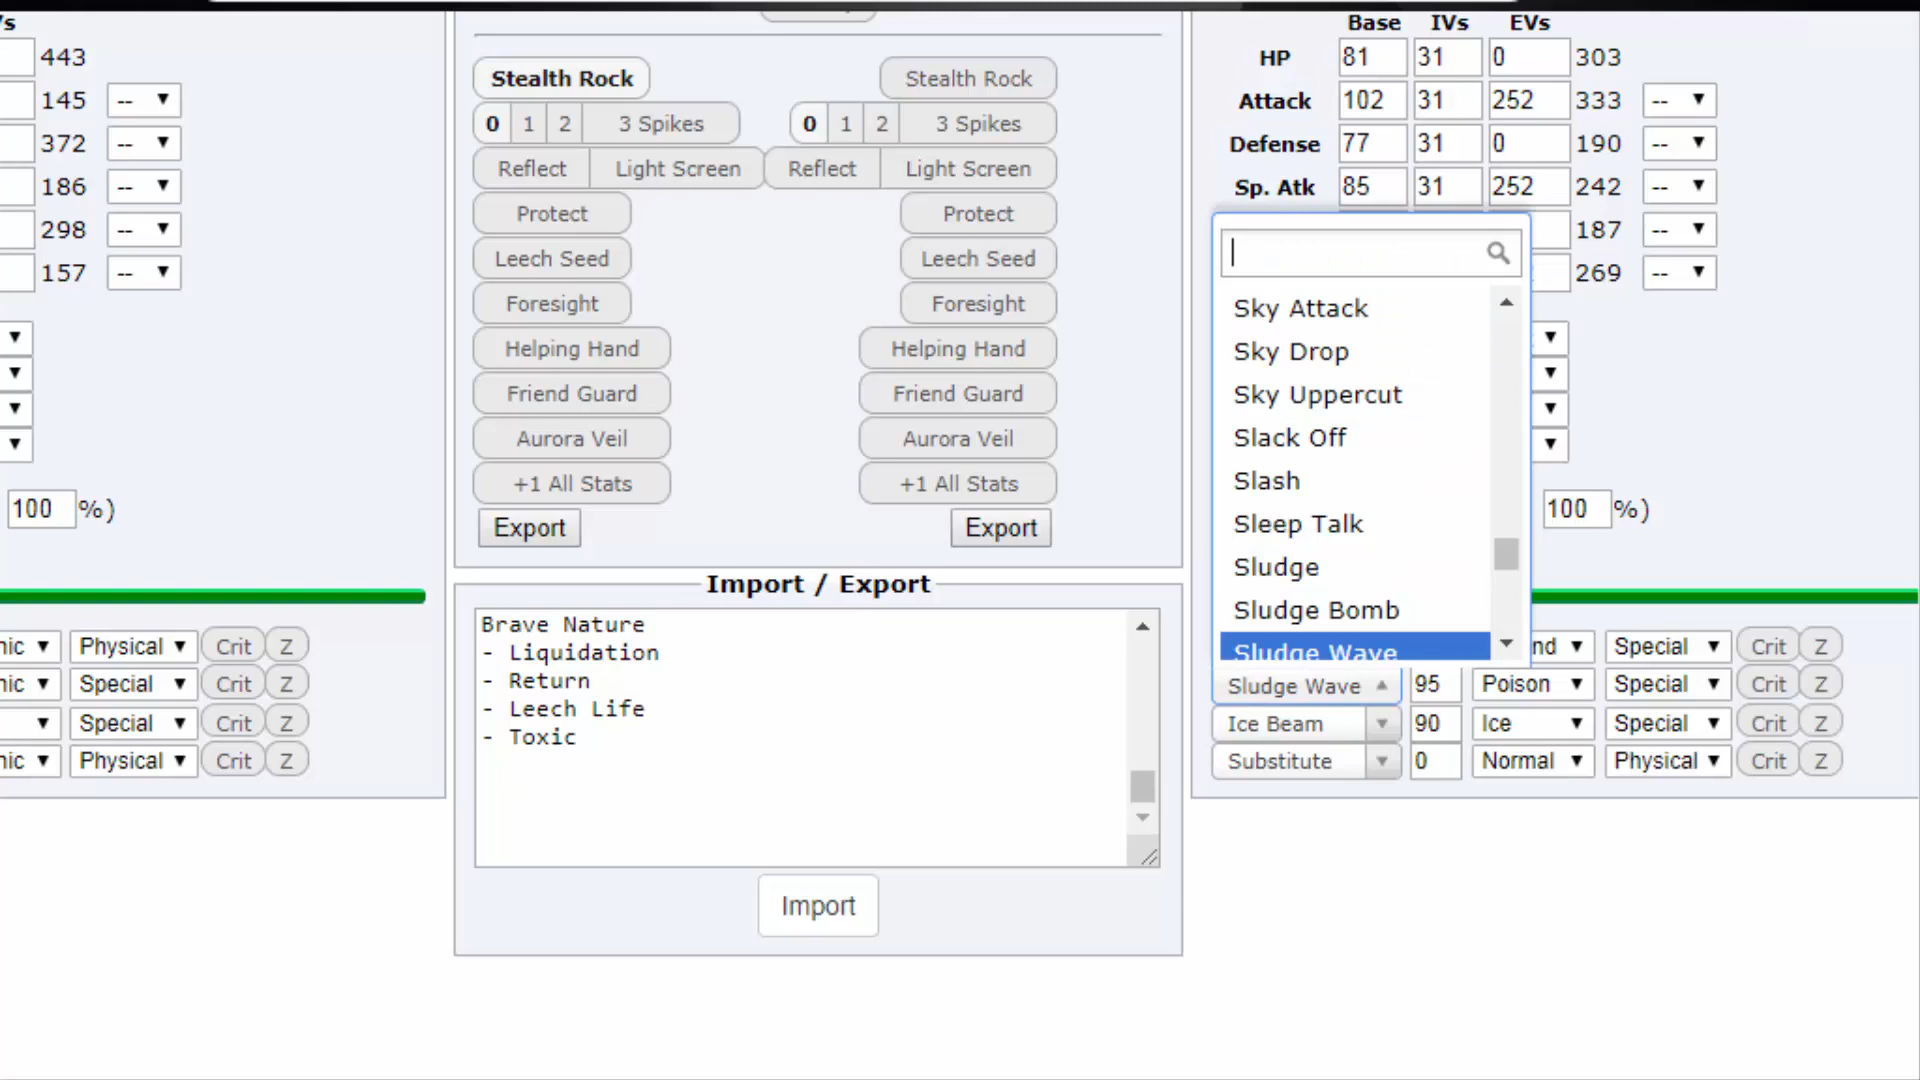 Vs
443
145 --
372 --
186 --
298 --
157 --
100 %)
nic Physical Crit Z
nic Special Crit Z
Special Crit Z
nic Physical Crit Z
Stealth Rock Stealth Rock
0 1 2 3 Spikes 0 1 2 3 Spikes
Reflect Light Screen Reflect Light Screen
Protect Protect
Leech Seed Leech Seed
Foresight Foresight
Helping Hand Helping Hand
Friend Guard Friend Guard
Aurora Veil Aurora Veil
+1 All Stats +1 All Stats
Export Export
Import / Export
Brave Nature
- Liquidation
- Return
- Leech Life
- Toxic
Import
Base IVs EVs
HP 81 31 0 303
Attack 102 31 252 333 --
Defense 77 31 0 190 --
Sp. Atk 85 31 252 242 --
187 --
269 --
Sky Attack
Sky Drop
Sky Uppercut
Slack Off
Slash
Sleep Talk
Sludge
Sludge Bomb
Sludge Wave
100 %)
nd Special Crit Z
Sludge Wave 95 Poison Special Crit Z
Ice Beam 90 Ice Special Crit Z
Substitute 0 Normal Physical Crit Z